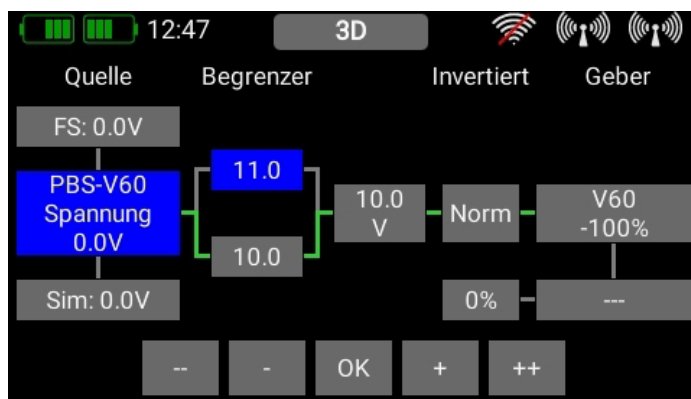 12:47 3D
Quelle Begrenzer Invertiert Geber
FS: 0.0V
PBS-V60
Spannung
0.0V
11.0
10.0
10.0
V
Norm
V60
-100%
Sim: 0.0V
0%
---
-- - OK + ++